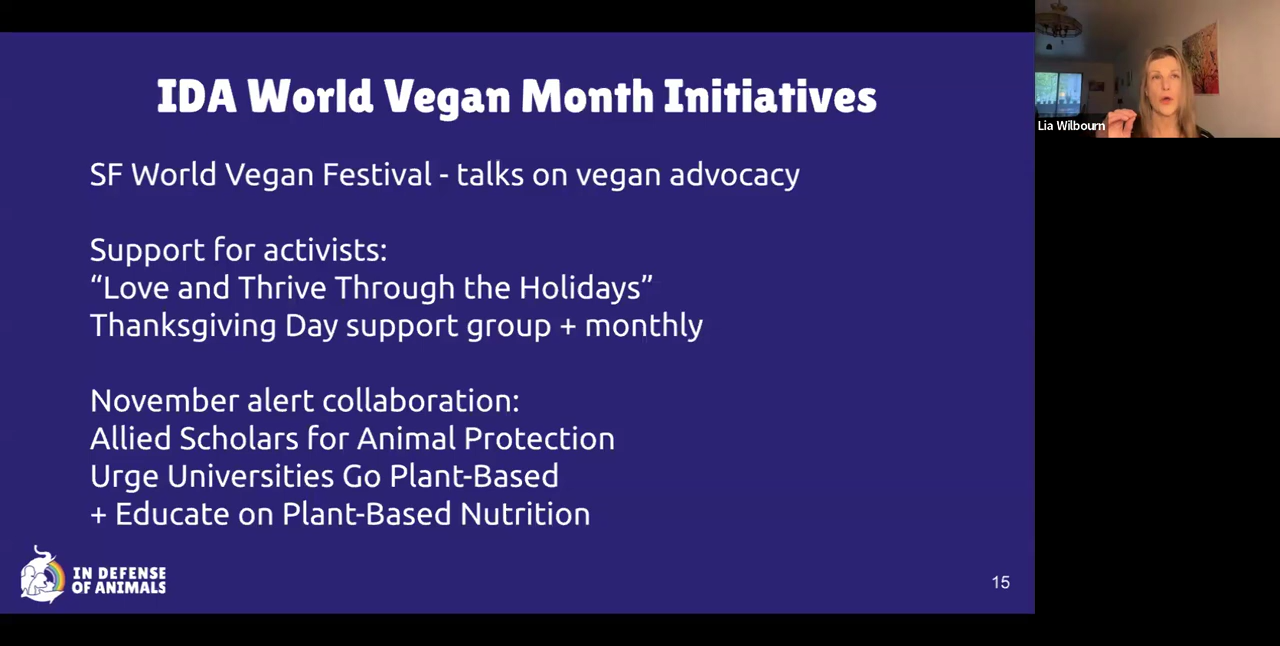 IDA World Vegan Month Initiatives
SF World Vegan Festival - talks on vegan advocacy
Support for activists:
“Love and Thrive Through the Holidays”
Thanksgiving Day support group + monthly
November alert collaboration:
Allied Scholars for Animal Protection
Urge Universities Go Plant-Based
+ Educate on Plant-Based Nutrition
IN DEFENSE
OF ANIMALS
15
Lia Wilbourn